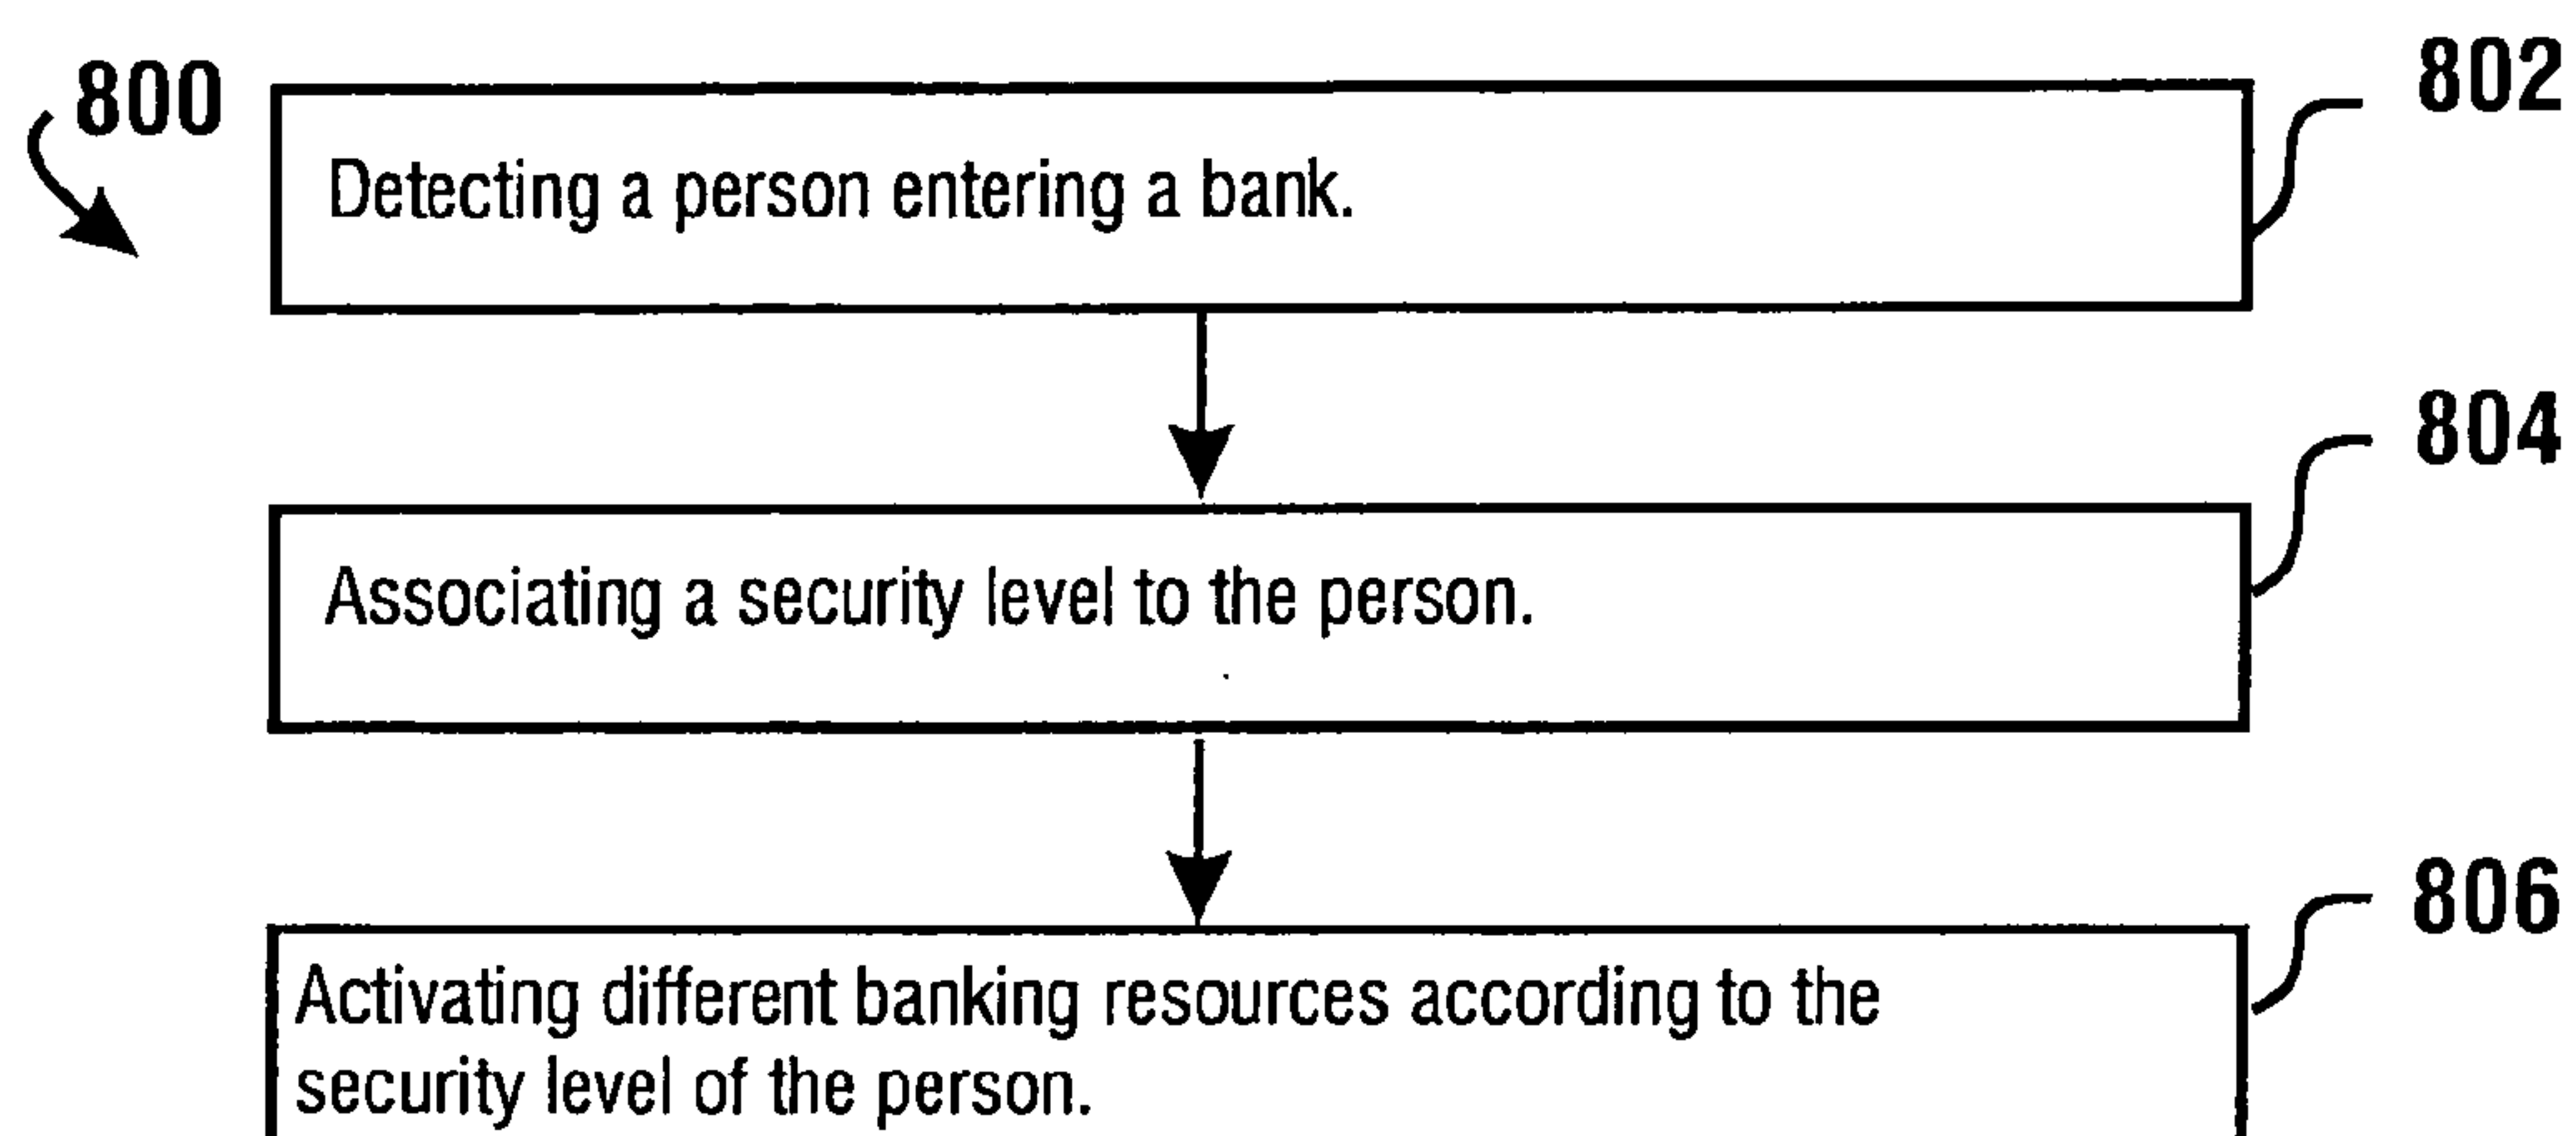 800
802
Detecting a person entering a bank.
804
Associating a security level to the person.
806
Activating different banking resources according to the
security level of the person.